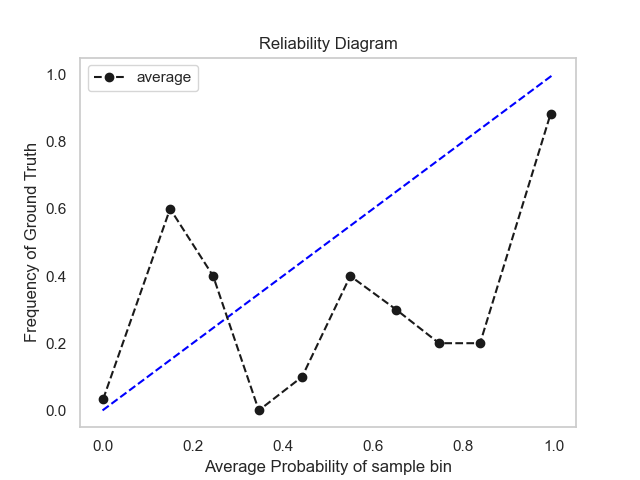 Reliability Diagram
average
Frequency of Ground Truth
1.0
0.8
0.6
0.4
0.2
0.0
0.0 0.2 0.4 0.6 0.8 1.0
Average Probability of sample bin